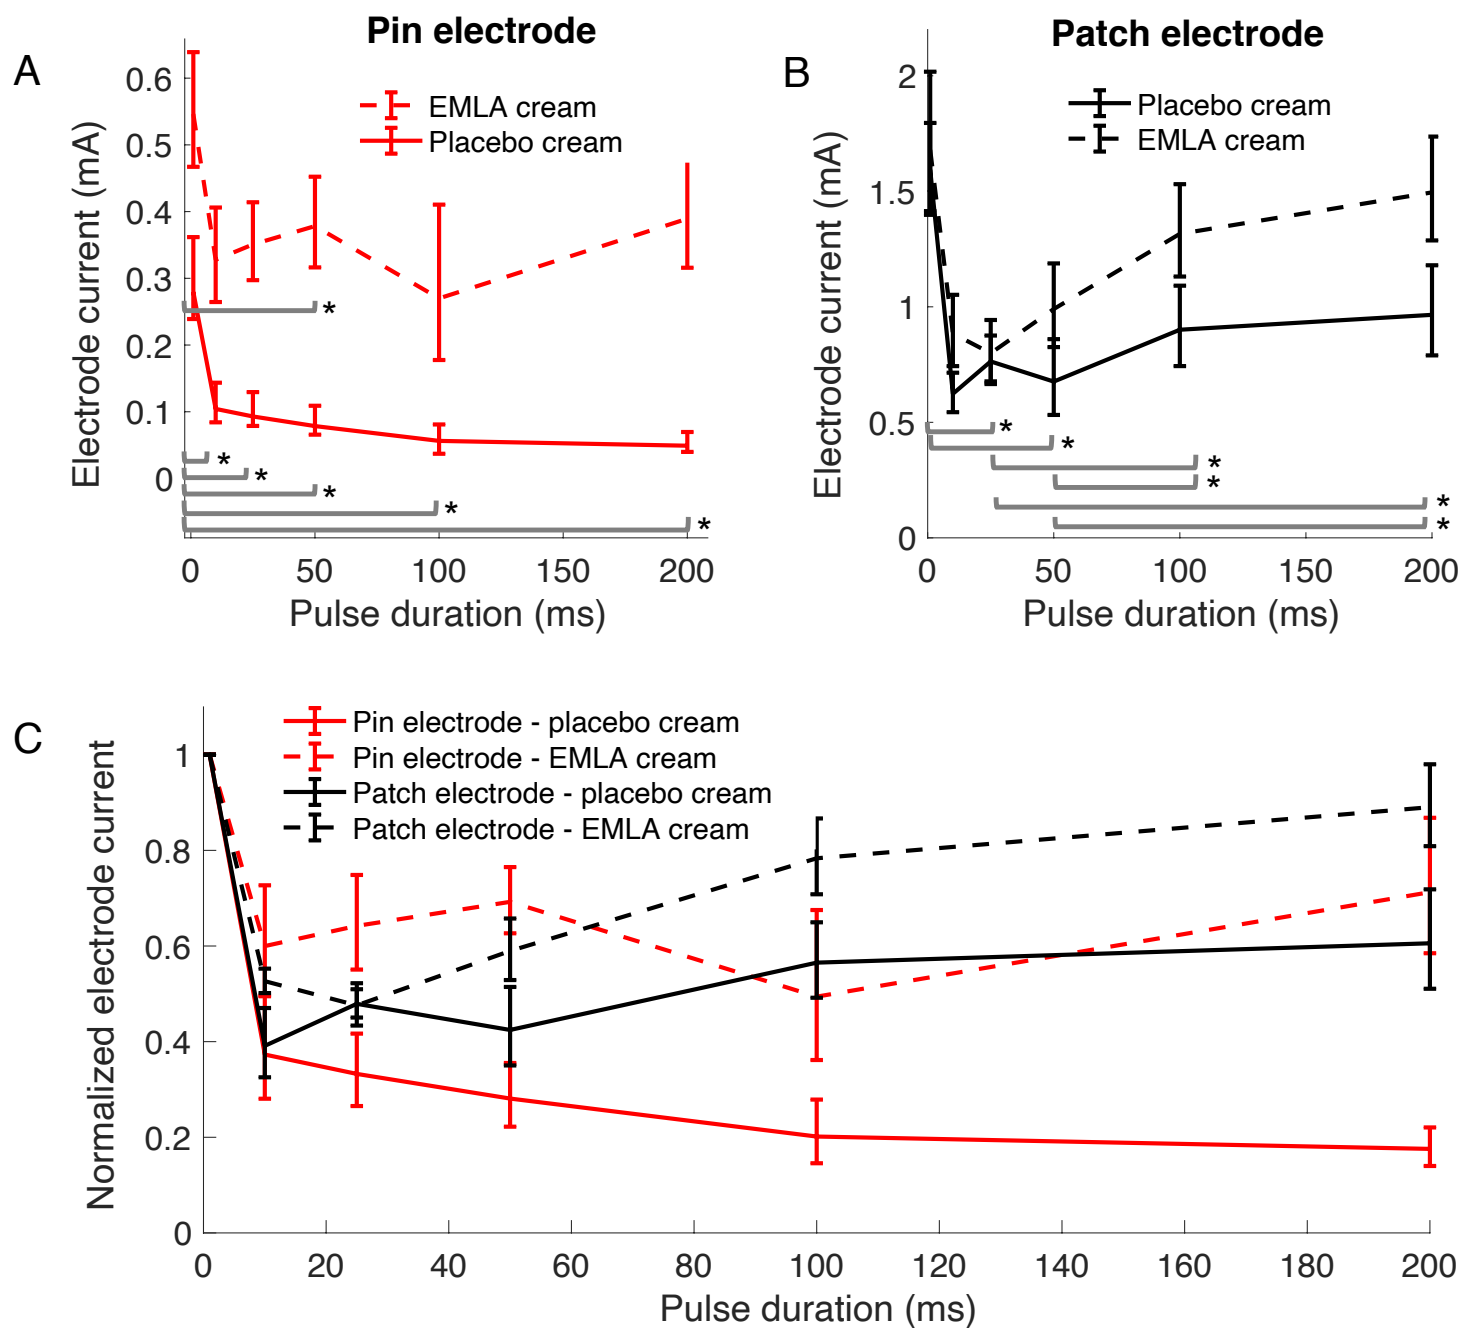 A
Pin electrode
EMLA cream
Placebo cream
Electrode current (mA)
0.6
0.5
0.4
0.3
0.2
0.1
0
*
*
*
*
*
*
0 50 100 150 200
Pulse duration (ms)
B
Patch electrode
Placebo cream
EMLA cream
Electrode current (mA)
2
1.5
1
0.5
0
*
*
*
*
*
*
0 50 100 150 200
Pulse duration (ms)
C
Pin electrode - placebo cream
Pin electrode - EMLA cream
Patch electrode - placebo cream
Patch electrode - EMLA cream
Normalized electrode current
1
0.8
0.6
0.4
0.2
0
0 20 40 60 80 100 120 140 160 180 200
Pulse duration (ms)